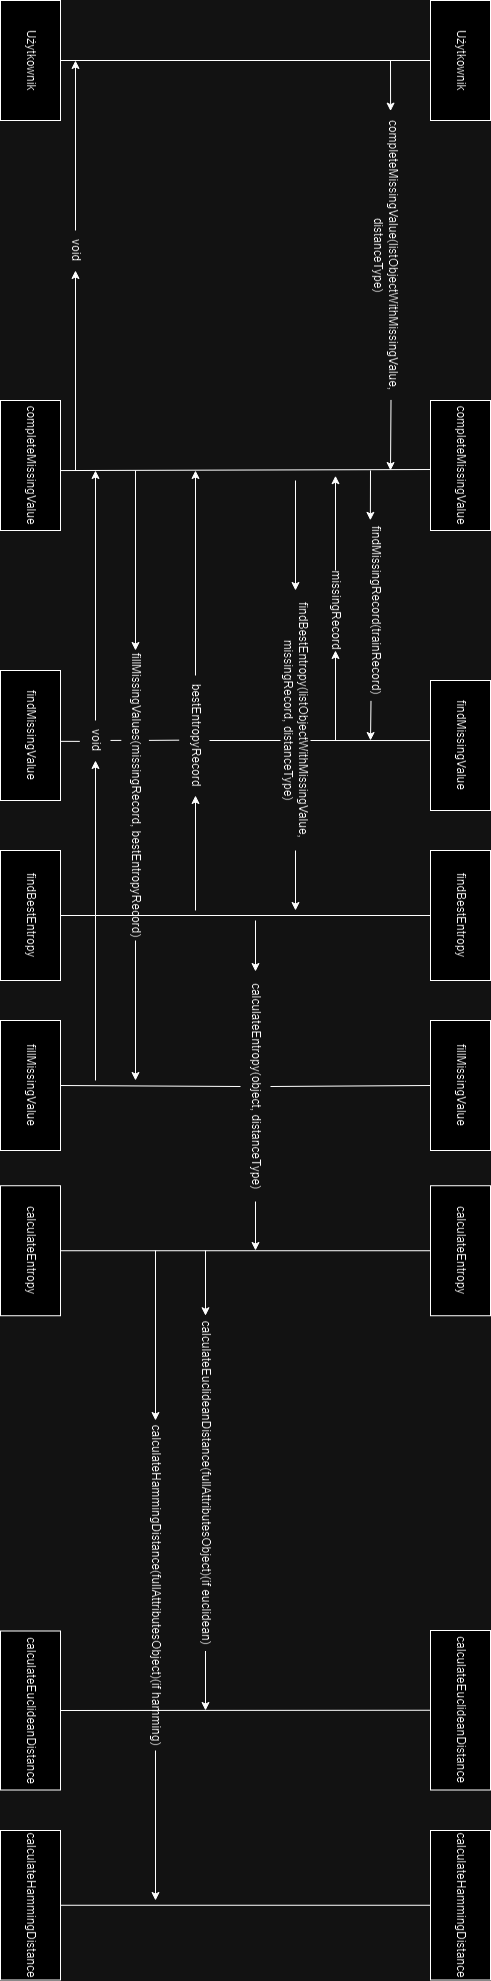 Użytkownik
completeMissingValue
findMissingValue
findBestEntropy
fillMissingValue
calculateEntropy
calculateEuclideanDistance
calculateHammingDistance
completeMissingValue(listObjectWithMissingValue,
distanceType)
findMissingRecord(trainRecord)
missingRecord
findBestEntropy(listObjectWithMissingValue,
missingRecord, distanceType)
calculateEntropy(object, distanceType)
calculateEuclideanDistance(fullAttributesObject)(if euclidean)
bestEntropyRecord
calculateHammingDistance(fullAttributesObject)(if hamming)
fillMissingValues(missingRecord, bestEntropyRecord)
void
void
Użytkownik
completeMissingValue
findMissingValue
findBestEntropy
fillMissingValue
calculateEntropy
calculateEuclideanDistance
calculateHammingDistance